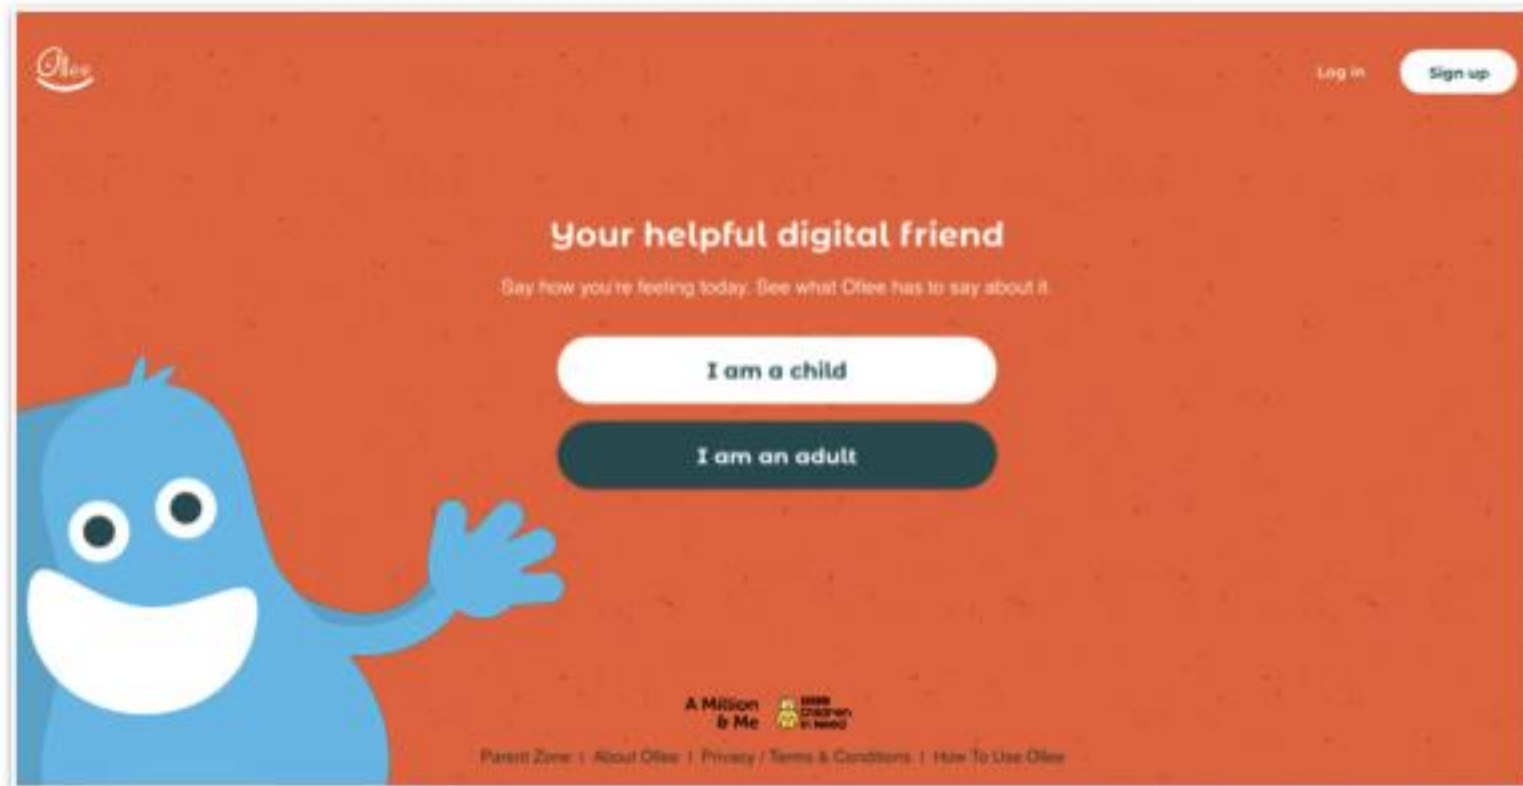 Ollee
Log in
Sign up
Your helpful digital friend
Say how you're feeling today. See what Ollee has to say about it.
I am a child
I am an adult
A Million
& Me
BBC
Children
in Need
Parent Zone | About Ollee | Privacy / Terms & Conditions | How To Use Ollee